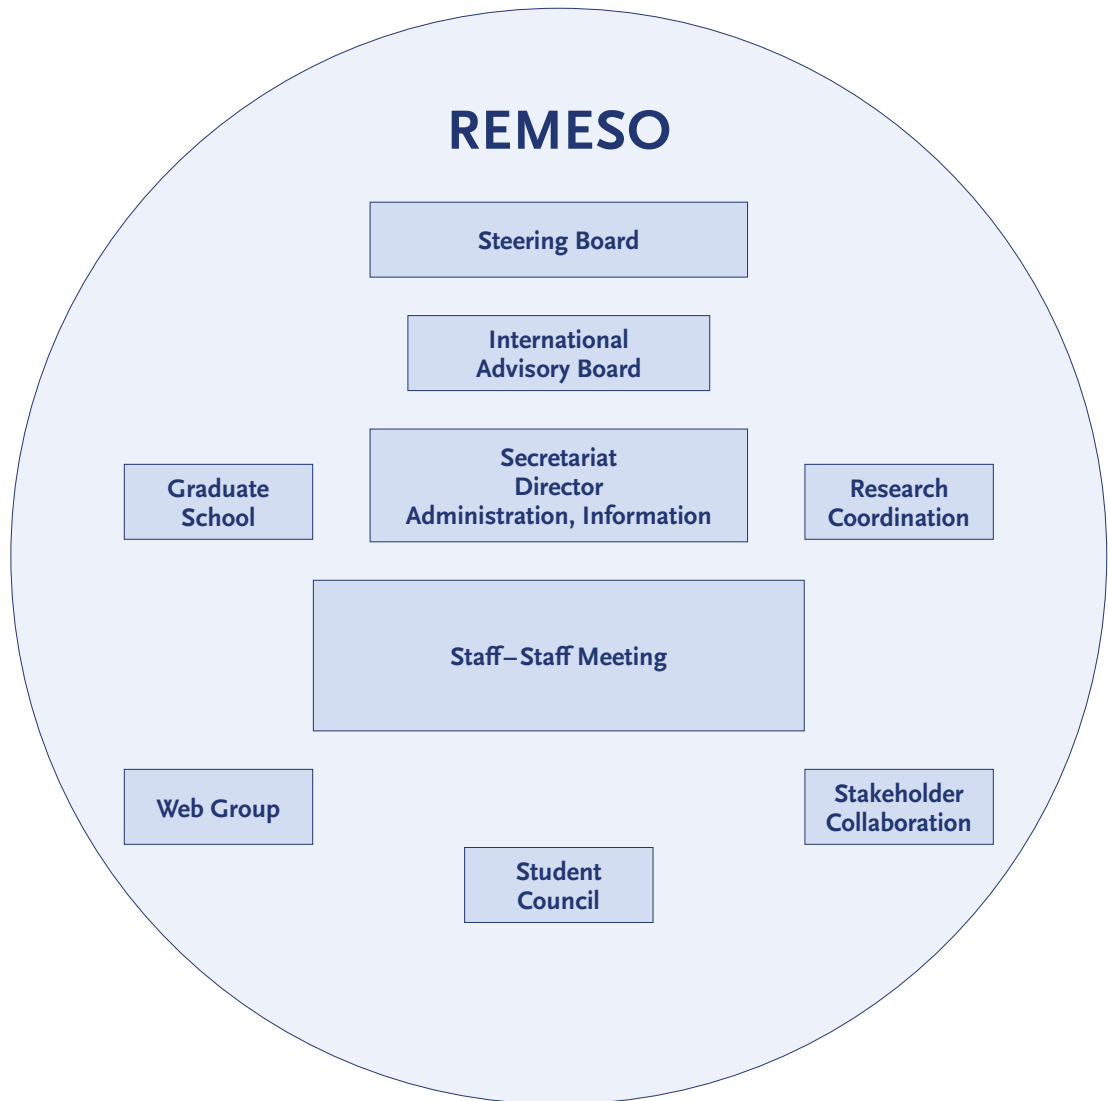 REMESO
Steering Board
International
Advisory Board
Secretariat
Director
Administration, Information
Graduate
School
Research
Coordination
Staff–Staff Meeting
Web Group
Stakeholder
Collaboration
Student
Council